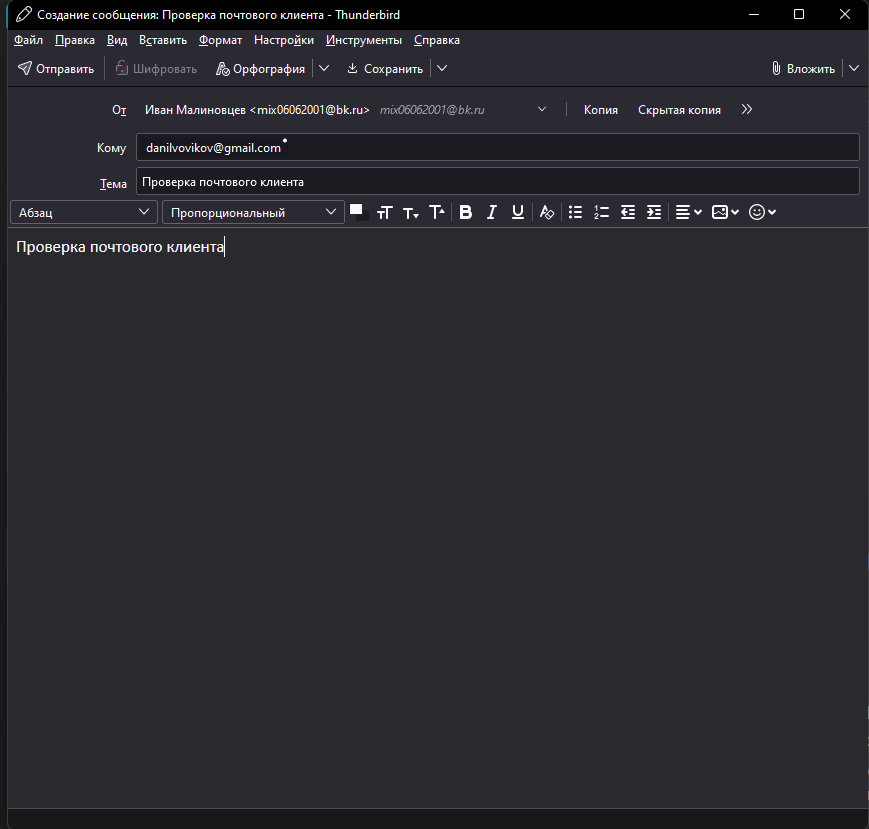 Создание сообщения: Проверка почтового клиента - Thunderbird
Файл Правка Вид Вставить Формат Настройки Инструменты Справка
Отправить Шифровать Орфография Сохранить Вложить
От Иван Малиновцев <mix06062001@bk.ru> mix06062001@bk.ru Копия Скрытая копия
Кому danilvovikov@gmail.com
Тема Проверка почтового клиента
Абзац Пропорциональный
Проверка почтового клиента